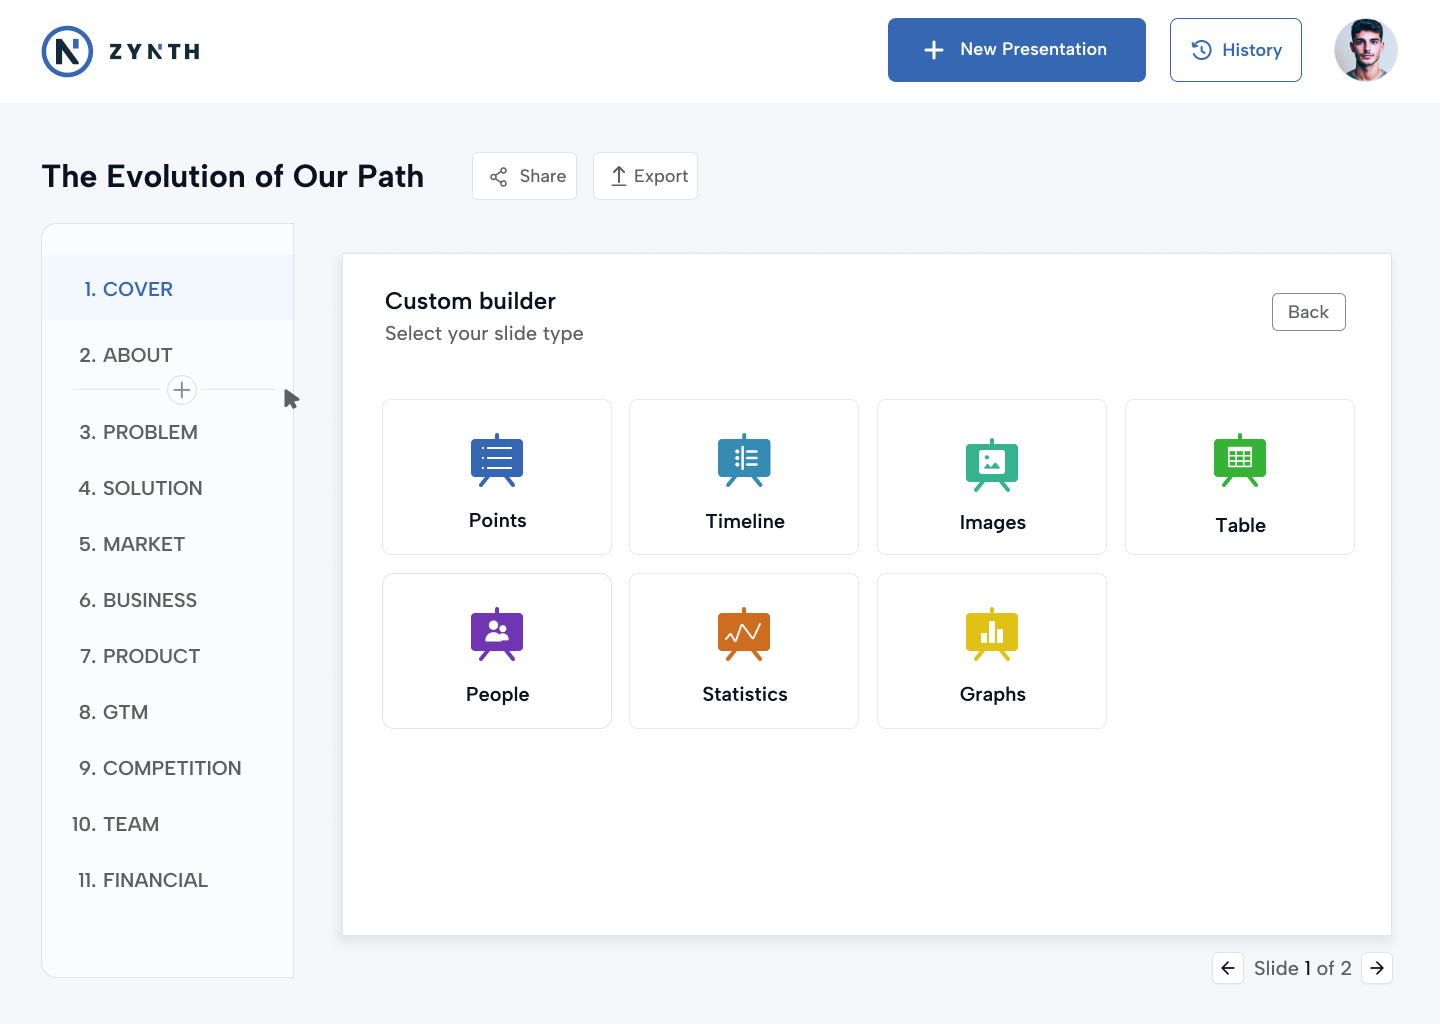 ZYNTH
New Presentation
History
The Evolution of Our Path
Share
Export
1. COVER
2. ABOUT
3. PROBLEM
4. SOLUTION
5. MARKET
6. BUSINESS
7. PRODUCT
8. GTM
9. COMPETITION
10. TEAM
11. FINANCIAL
Custom builder
Select your slide type
Back
Points
Timeline
Images
Table
People
Statistics
Graphs
Slide 1 of 2